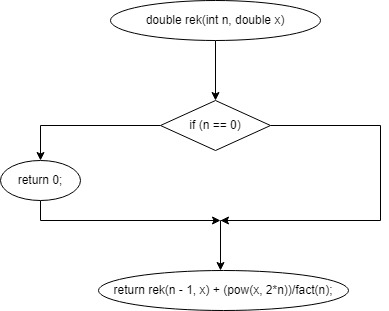 double rek(int n, double x)
if (n == 0)
return 0;
return rek(n - 1, x) + (pow(x, 2*n))/fact(n);